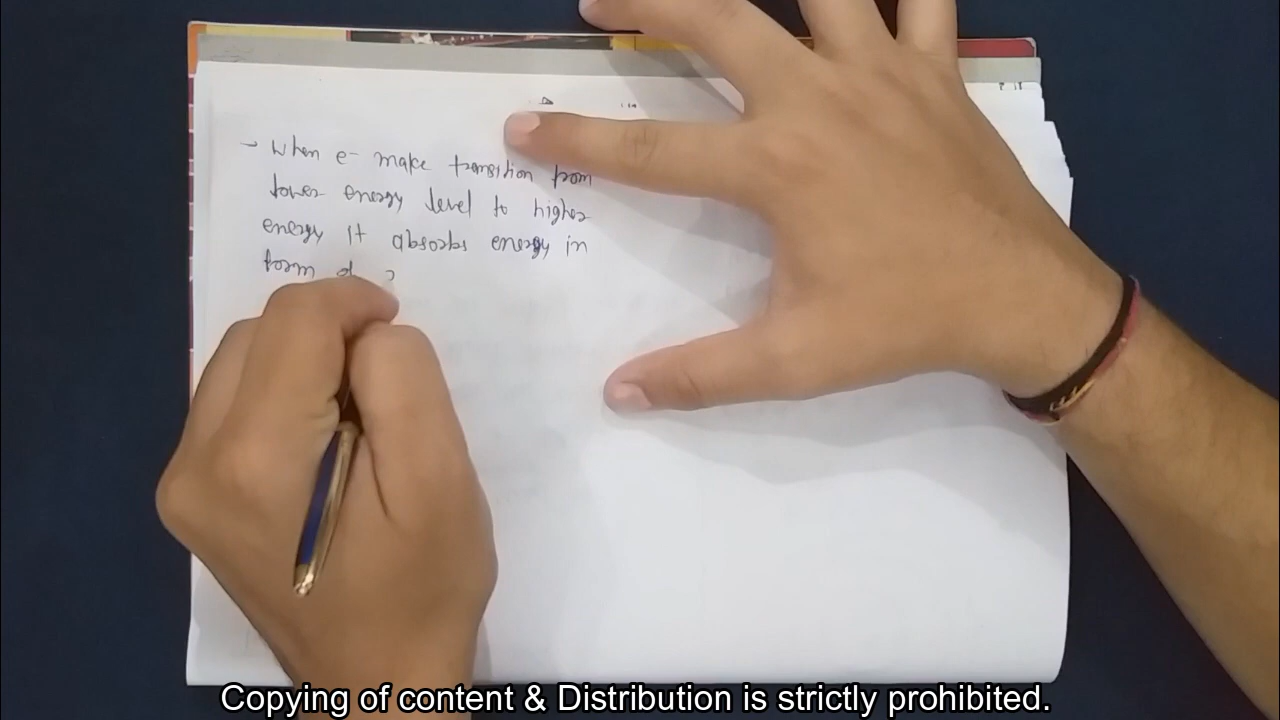 - When e- make transition from
lower energy level to higher
energy it absorbs energy in
form of
Copying of content & Distribution is strictly prohibited.